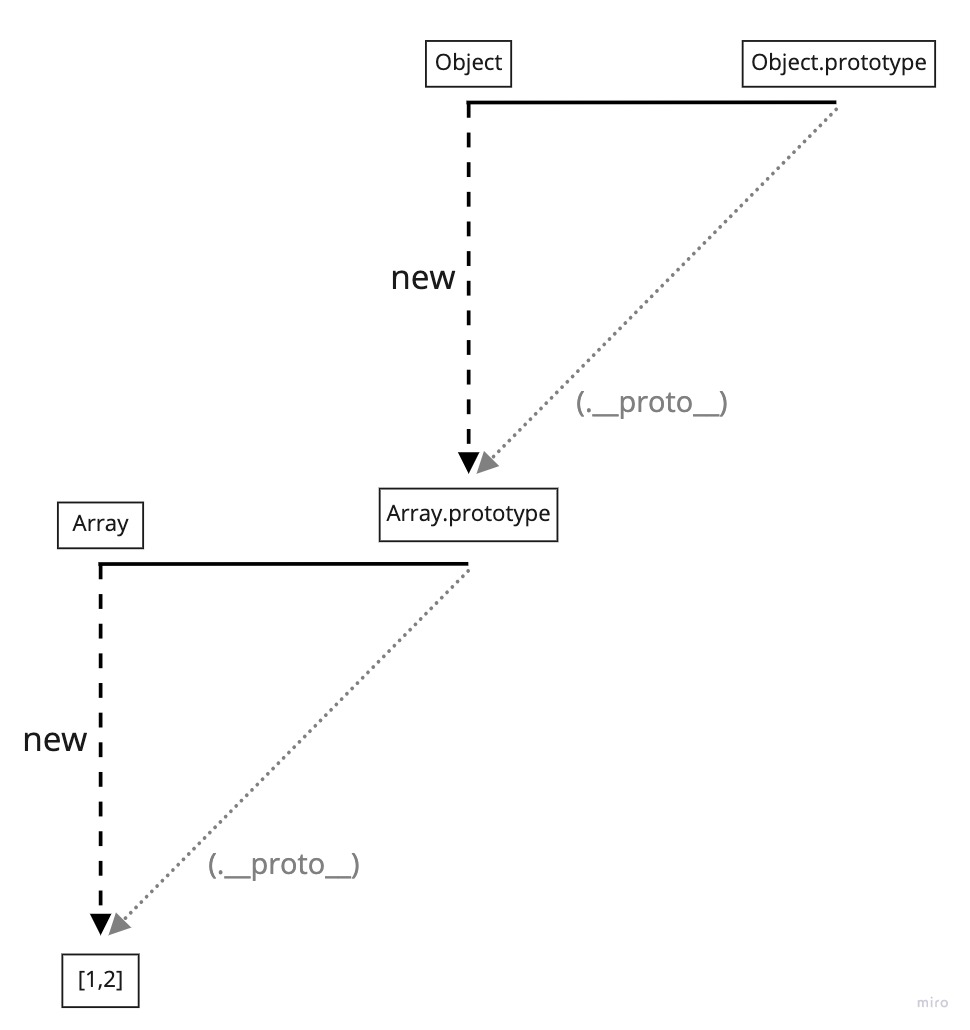 Object
Object.prototype
new
(.__proto__)
Array
Array.prototype
new
(.__proto__)
[1,2]
miro